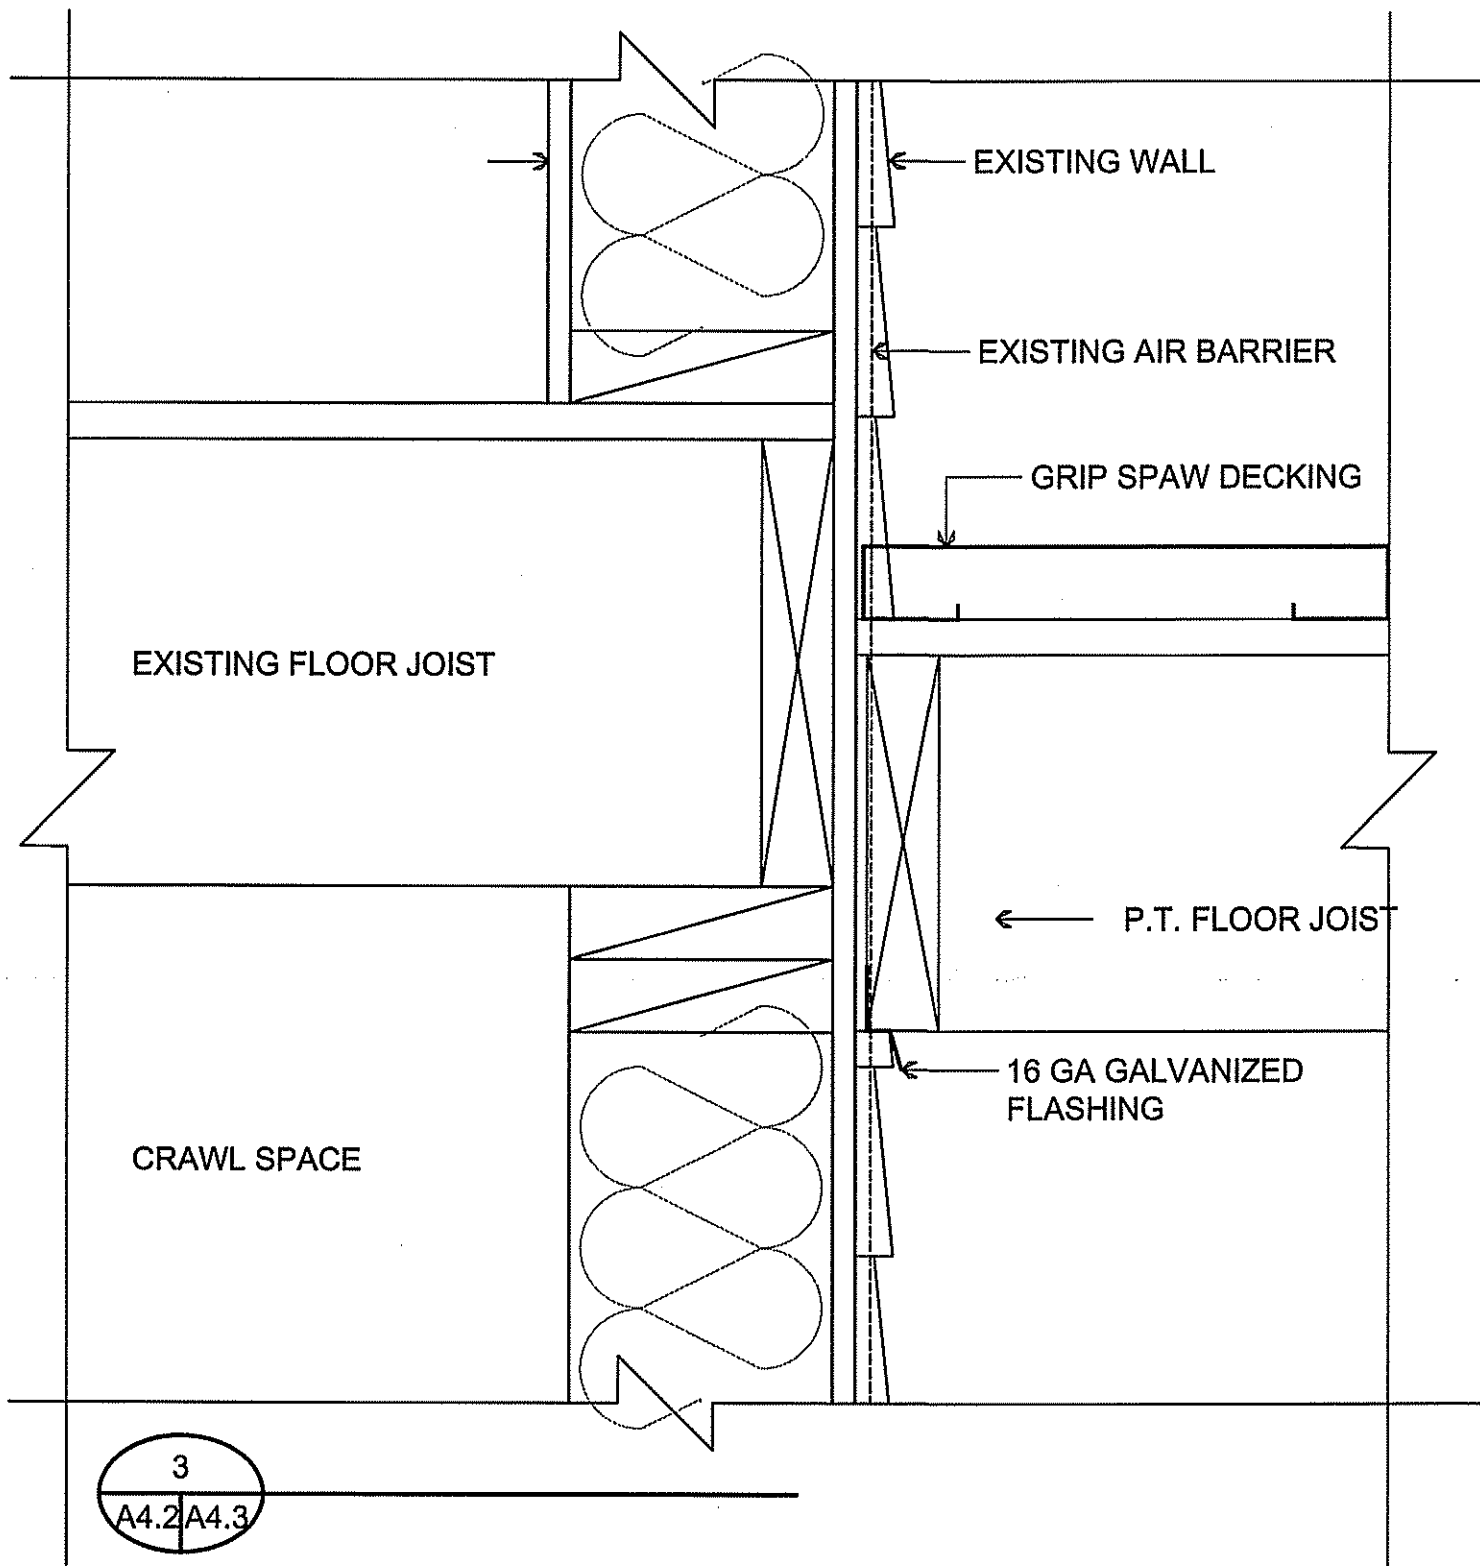 EXISTING WALL
EXISTING AIR BARRIER
GRIP SPAW DECKING
EXISTING FLOOR JOIST
P.T. FLOOR JOIST
16 GA GALVANIZED
FLASHING
CRAWL SPACE
3
A4.2 A4.3